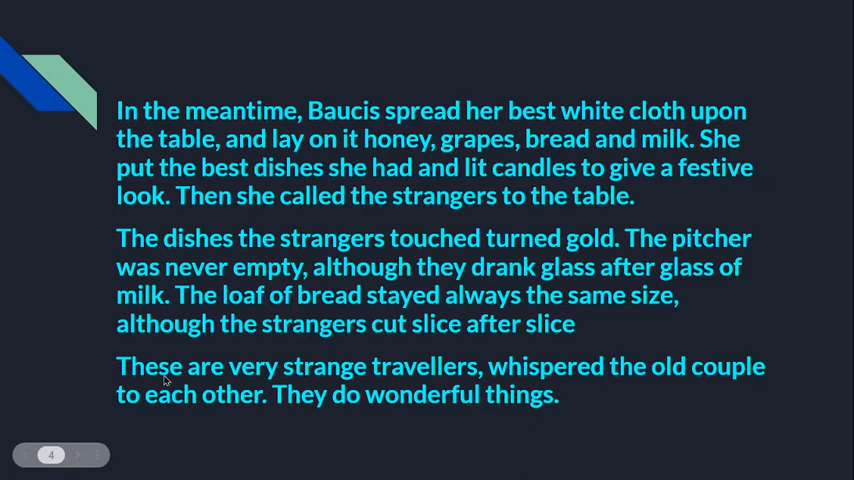 In the meantime, Baucis spread her best white cloth upon
the table, and lay on it honey, grapes, bread and milk. She
put the best dishes she had and lit candles to give a festive
look. Then she called the strangers to the table.
The dishes the strangers touched turned gold. The pitcher
was never empty, although they drank glass after glass of
milk. The loaf of bread stayed always the same size,
although the strangers cut slice after slice
These are very strange travellers, whispered the old couple
to each other. They do wonderful things.
4